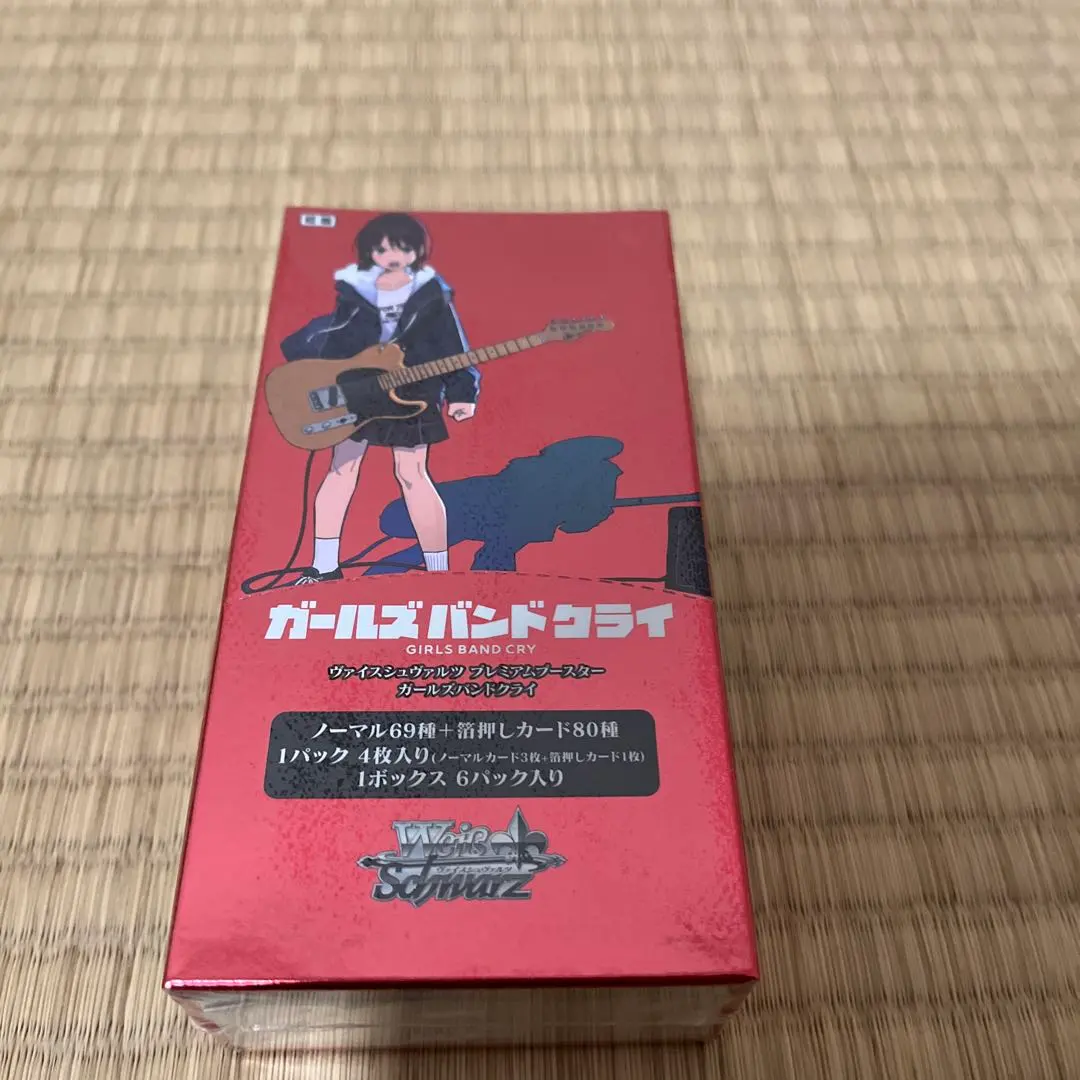 ガールズバンドクライ
GIRLS BAND CRY
ヴァイスシュヴァルツ プレミアムブースター
ガールズバンドクライ
ノーマル69種+箔押しカード80種
1パック 4枚入り(ノーマルカード3枚+箔押しカード1枚)
1ボックス 6パック入り
Weiß
ヴァイスシュヴァルツ
Schwarz